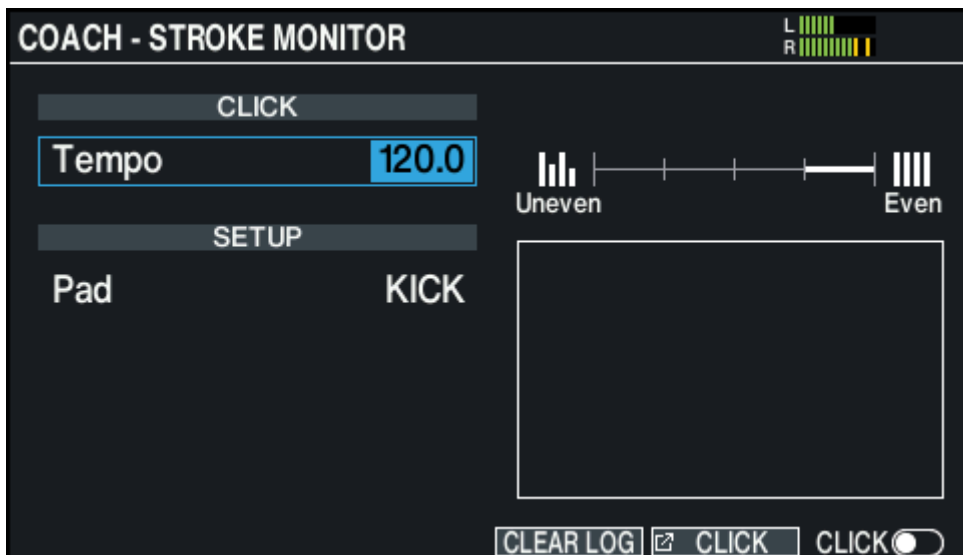 COACH - STROKE MONITOR
L
R
CLICK
Tempo 120.0
Uneven Even
SETUP
Pad KICK
CLEAR LOG CLICK CLICK